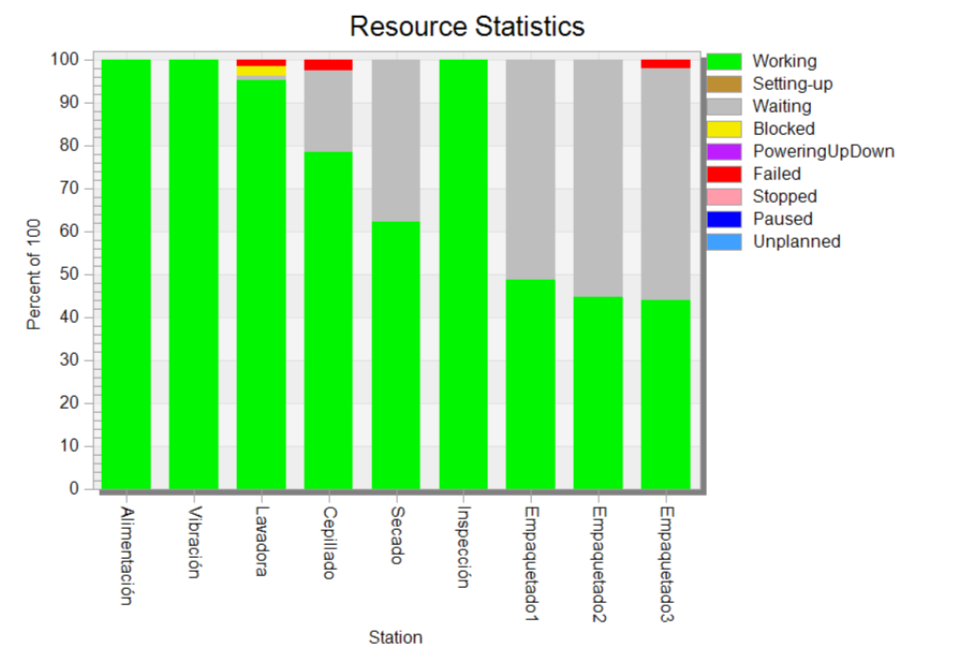 Resource Statistics
100
90
80
70
60
50
40
30
20
10
0
Percent of 100
Alimentación
Vibración
Lavadora
Cepillado
Secado
Inspección
Empaquetado1
Empaquetado2
Empaquetado3
Station
Working
Setting-up
Waiting
Blocked
PoweringUpDown
Failed
Stopped
Paused
Unplanned